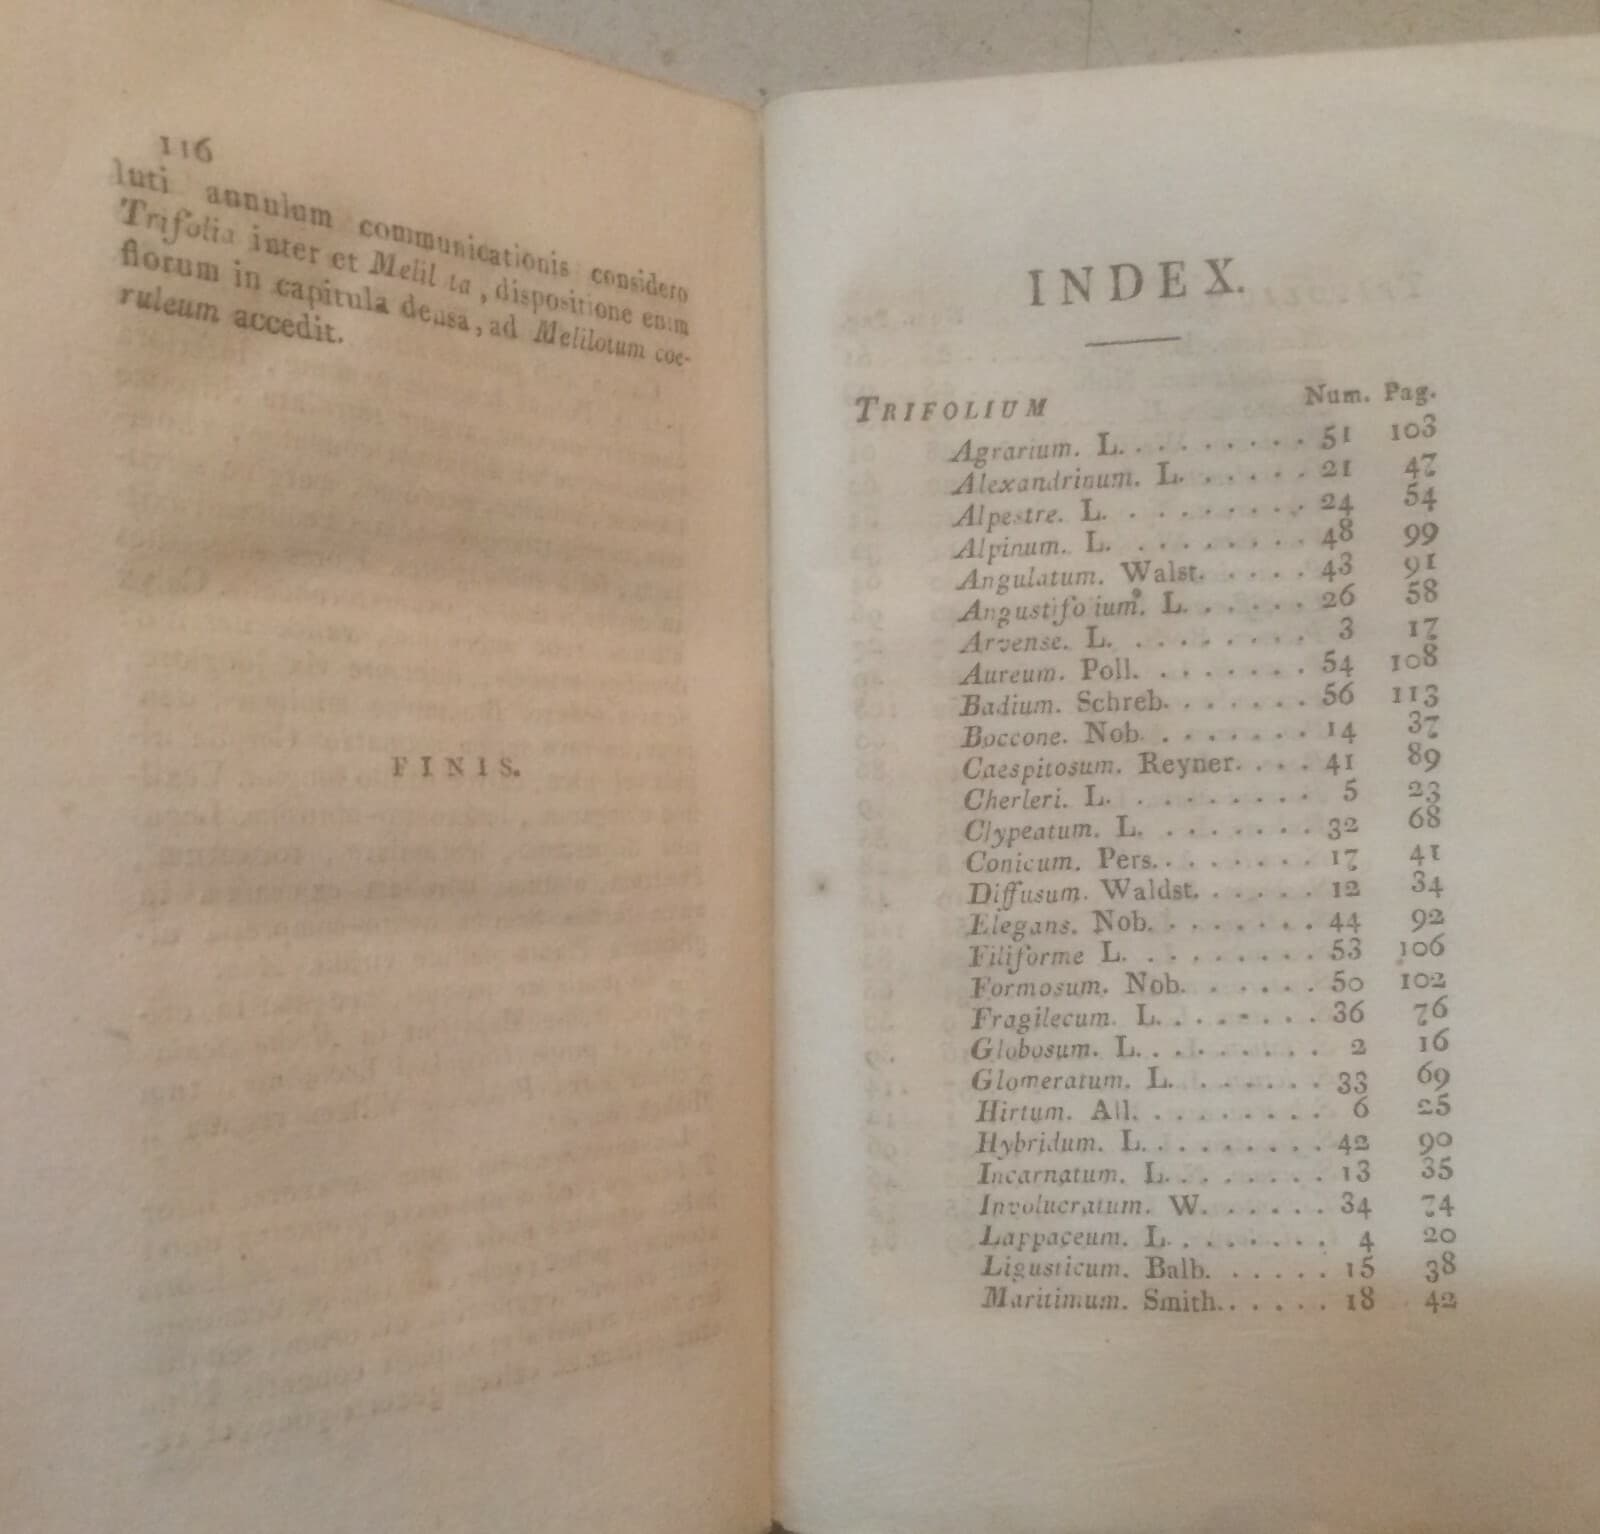 116
luti annulum communicationis considero
Trifolia inter et Melil ta, dispositione enim
florum in capitula densa, ad Melilotum coe-
ruleum accedit.
FINIS.
INDEX.
TRIFOLIUM Num. Pag.
Agrarium. L. . . . . . . . . 51 103
Alexandrinum. L. . . . . . 21 47
Alpestre. L. . . . . . . . . 24 54
Alpinum. L. . . . . . . . . 48 99
Angulatum. Walst. . . . . 43 91
Angustifo ium. L. . . . . . 26 58
Arvense. L. . . . . . . . . 3 17
Aureum. Poll. . . . . . . . 54 108
Badium. Schreb. . . . . . . 56 113
Boccone. Nob. . . . . . . . 14 37
Caespitosum. Reyner. . . . 41 89
Cherleri. L. . . . . . . . . 5 23
Clypeatum. L. . . . . . . . 32 68
Conicum. Pers. . . . . . . . 17 41
Diffusum. Waldst. . . . . . 12 34
Elegans. Nob. . . . . . . . 44 92
Filiforme L. . . . . . . . . 53 106
Formosum. Nob. . . . . . . 50 102
Fragilecum. L. . . . . . . . 36 76
Globosum. L. . . . . . . . . 2 16
Glomeratum. L. . . . . . . 33 69
Hirtum. All. . . . . . . . . 6 25
Hybridum. L. . . . . . . . . 42 90
Incarnatum. L. . . . . . . . 13 35
Involucratum. W. . . . . . 34 74
Lappaceum. L. . . . . . . . 4 20
Ligusticum. Balb. . . . . . 15 38
Maritimum. Smith. . . . . . 18 42